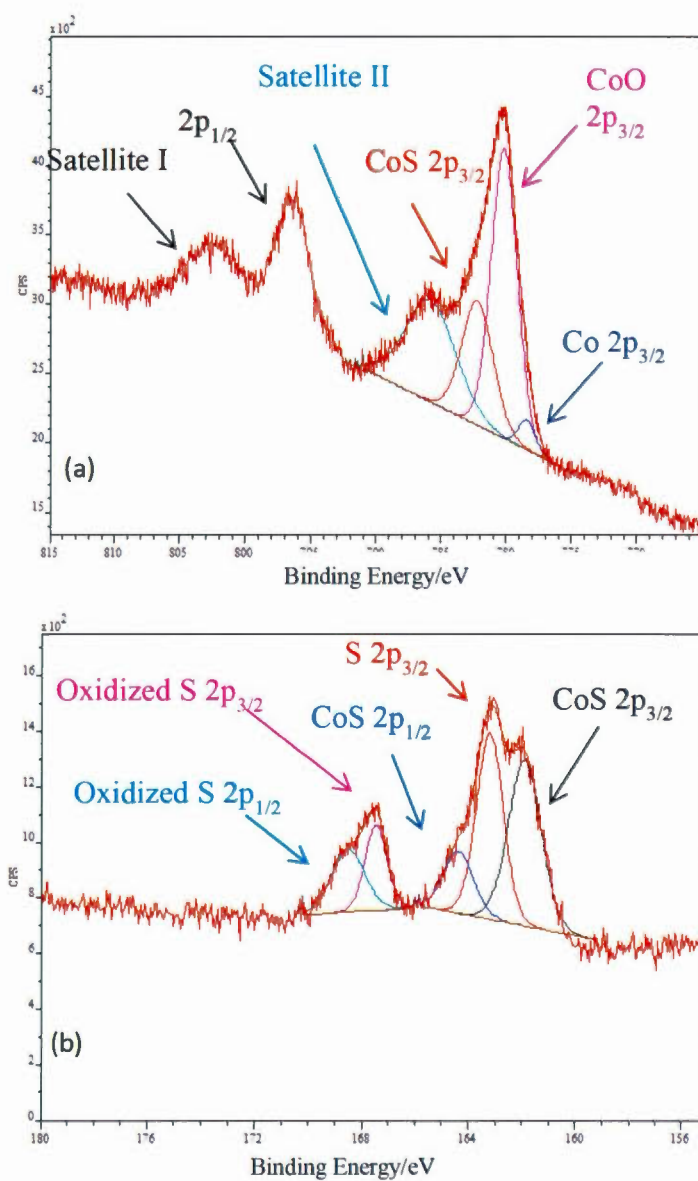 x10²
Satellite II
CoO
2p3/2
2p1/2
CoS 2p3/2
Satellite I
Co 2p3/2
45
40
35
30
25
20
15
CPS
(a)
815 810 805 800
Binding Energy/eV
x10²
S 2p3/2
Oxidized S 2p3/2
CoS 2p1/2
CoS 2p3/2
Oxidized S 2p1/2
16
14
12
10
8
6
4
2
0
CPS
(b)
180 176 172 168 164 160 156
Binding Energy/eV